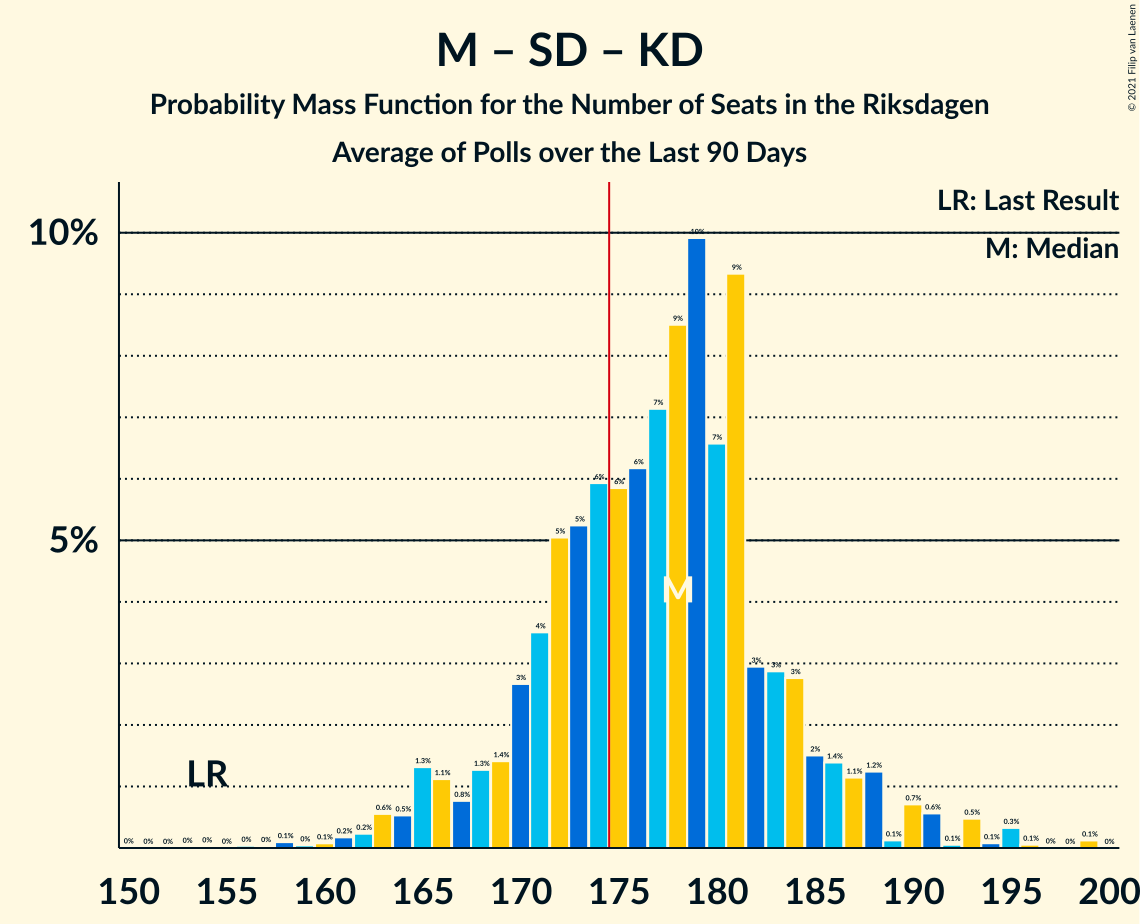 M – SD – KD
Probability Mass Function for the Number of Seats in the Riksdagen
Average of Polls over the Last 90 Days
© 2021 Filip van Laenen
LR: Last Result
M: Median
10%
5%
LR
M
0% 0% 0% 0% 0% 0% 0% 0% 0.1% 0% 0.1% 0.2% 0.2% 0.6% 0.5% 1.3% 1.1% 0.8% 1.3% 1.4% 3% 4% 5% 5% 6% 6% 6% 7% 9% 10% 7% 9% 3% 3% 3% 2% 1.4% 1.1% 1.2% 0.1% 0.7% 0.6% 0.1% 0.5% 0.1% 0.3% 0.1% 0% 0% 0.1% 0%
150 155 160 165 170 175 180 185 190 195 200